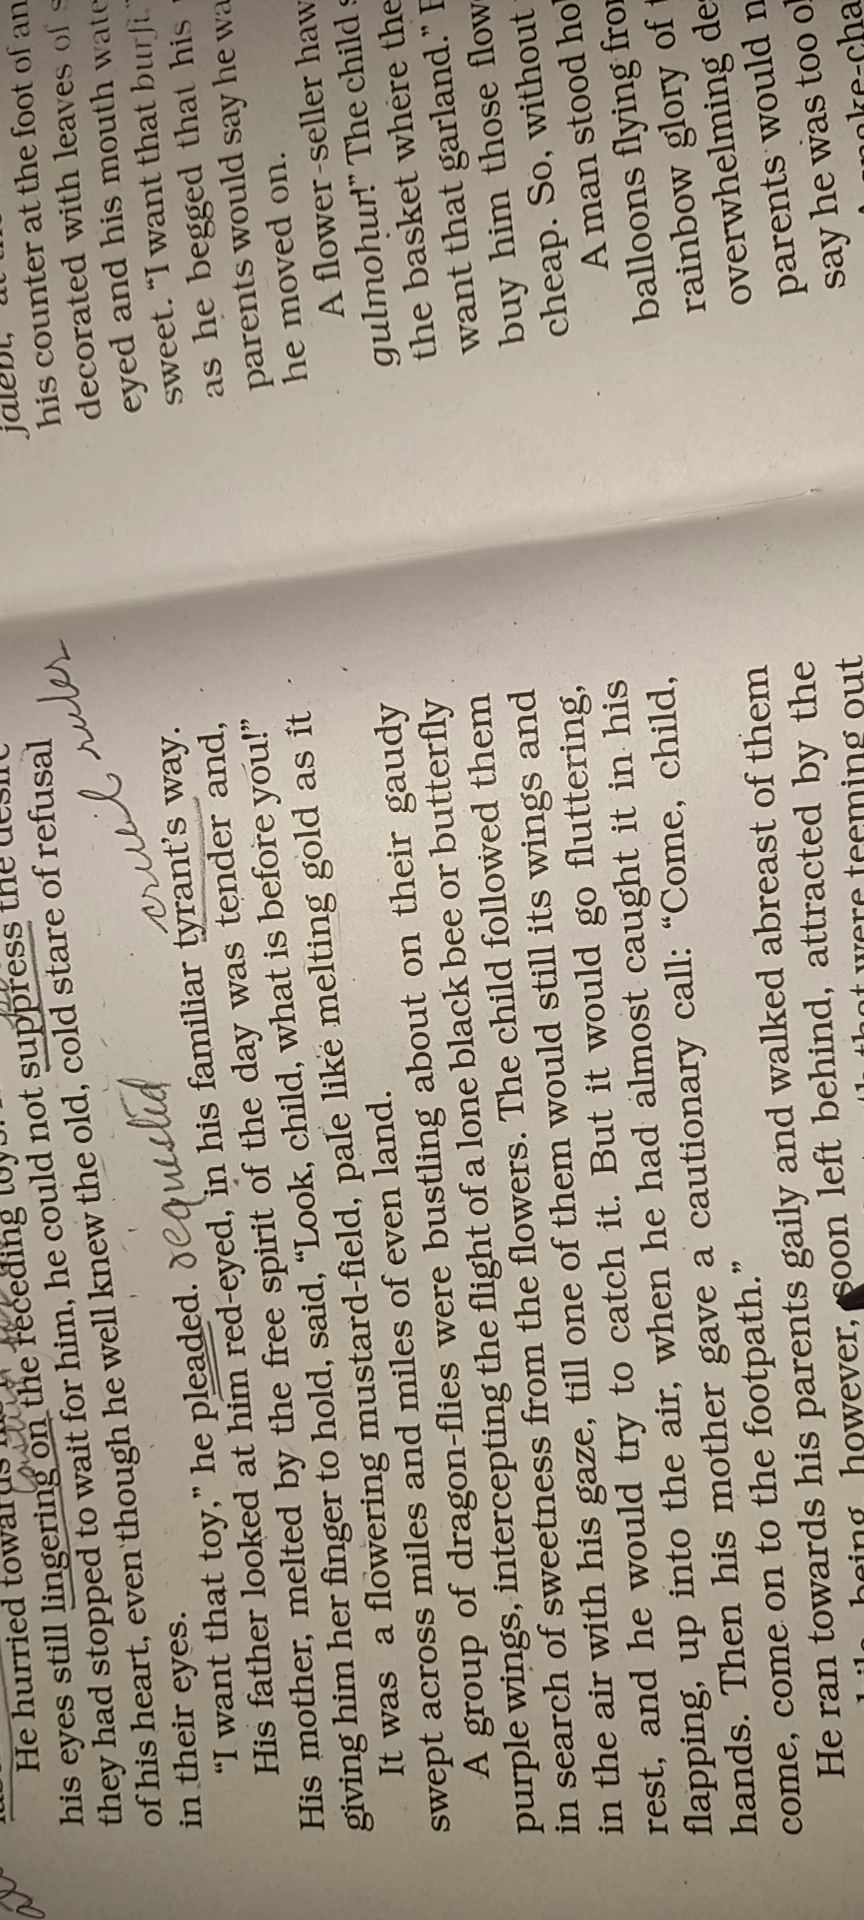 He hurried towards
his eyes still lingering on the receding toys.
they had stopped to wait for him, he could not suppress the desire
of his heart, even though he well knew the old, cold stare of refusal
in their eyes.
cruel ruler
"I want that toy," he pleaded.
requested
His father looked at him red-eyed, in his familiar tyrant's way.
His mother, melted by the free spirit of the day was tender and,
giving him her finger to hold, said, "Look, child, what is before you!"
It was a flowering mustard-field, pale like melting gold as it
swept across miles and miles of even land.
A group of dragon-flies were bustling about on their gaudy
purple wings, intercepting the flight of a lone black bee or butterfly
in search of sweetness from the flowers. The child followed them
in the air with his gaze, till one of them would still its wings and
rest, and he would try to catch it. But it would go fluttering,
flapping, up into the air, when he had almost caught it in his
hands. Then his mother gave a cautionary call: "Come, child,
come, come on to the footpath."
He ran towards his parents gaily and walked abreast of them
being, however, soon left behind, attracted by the
that were teeming out
his counter at the foot of an
decorated with leaves of
eyed and his mouth wate
sweet. "I want that burfi."
as he begged that his
parents would say he wa
he moved on.
A flower-seller haw
gulmohur!" The child s
the basket where the
want that garland."
buy him those flow
cheap. So, without
A man stood hol
balloons flying fro
rainbow glory of
overwhelming de
parents would n
say he was too o